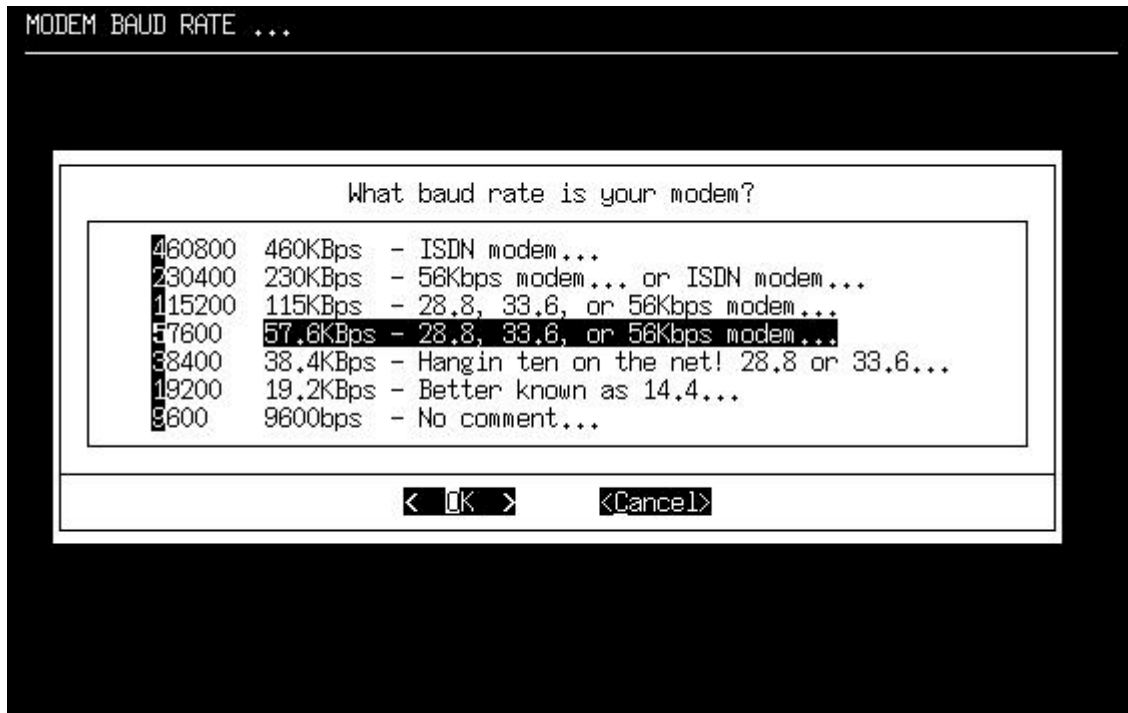 MODEM BAUD RATE ...
What baud rate is your modem?
460800 460KBps - ISDN modem...
230400 230KBps - 56Kbps modem... or ISDN modem...
115200 115KBps - 28.8, 33.6, or 56Kbps modem...
57600 57.6KBps - 28.8, 33.6, or 56Kbps modem...
38400 38.4KBps - Hangin ten on the net! 28.8 or 33.6...
19200 19.2KBps - Better known as 14.4...
9600 9600bps - No comment...
< OK > <Cancel>